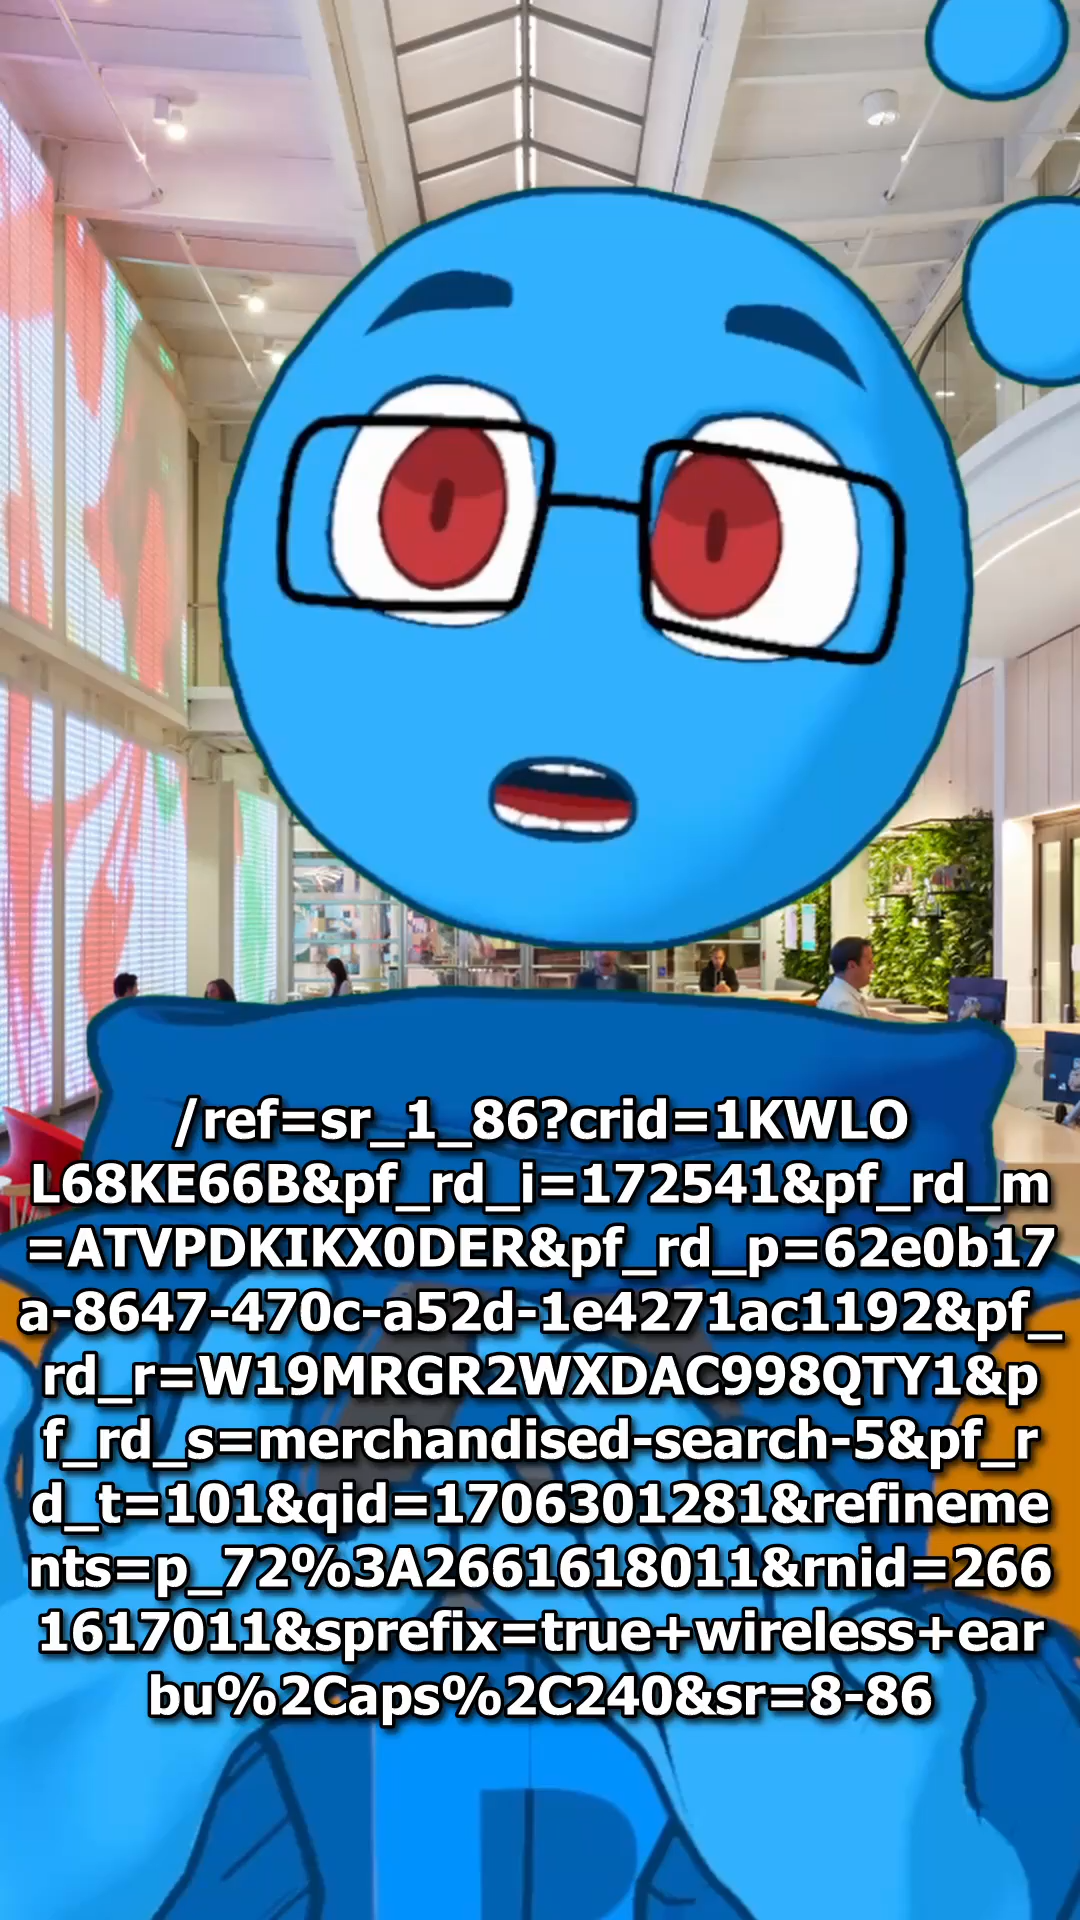 /ref=sr_1_86?crid=1KWLO
L68KE66B&pf_rd_i=172541&pf_rd_m
=ATVPDKIKX0DER&pf_rd_p=62e0b17
a-8647-470c-a52d-1e4271ac1192&pf_
rd_r=W19MRGR2WXDAC998QTY1&p
f_rd_s=merchandised-search-5&pf_r
d_t=101&qid=1706301281&refineme
nts=p_72%3A2661618011&rnid=266
1617011&sprefix=true+wireless+ear
bu%2Caps%2C240&sr=8-86